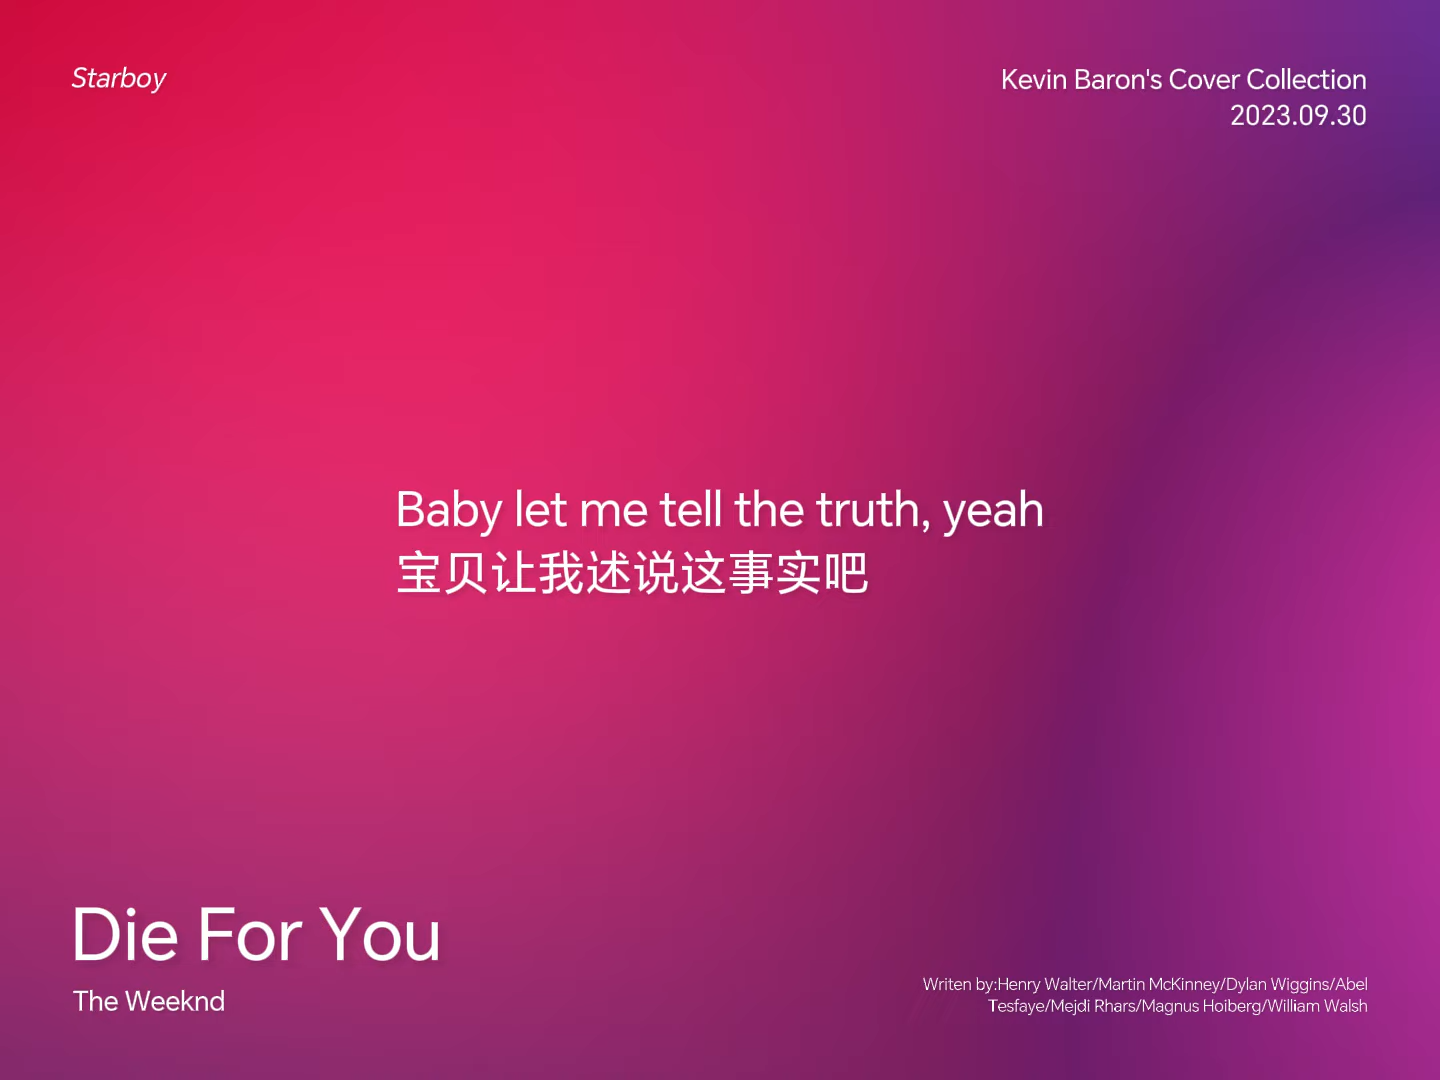 Starboy
Kevin Baron's Cover Collection
2023.09.30
Baby let me tell the truth, yeah
宝贝让我述说这事实吧
Die For You
The Weeknd
Writen by:Henry Walter/Martin McKinney/Dylan Wiggins/Abel
Tesfaye/Mejdi Rhars/Magnus Hoiberg/William Walsh